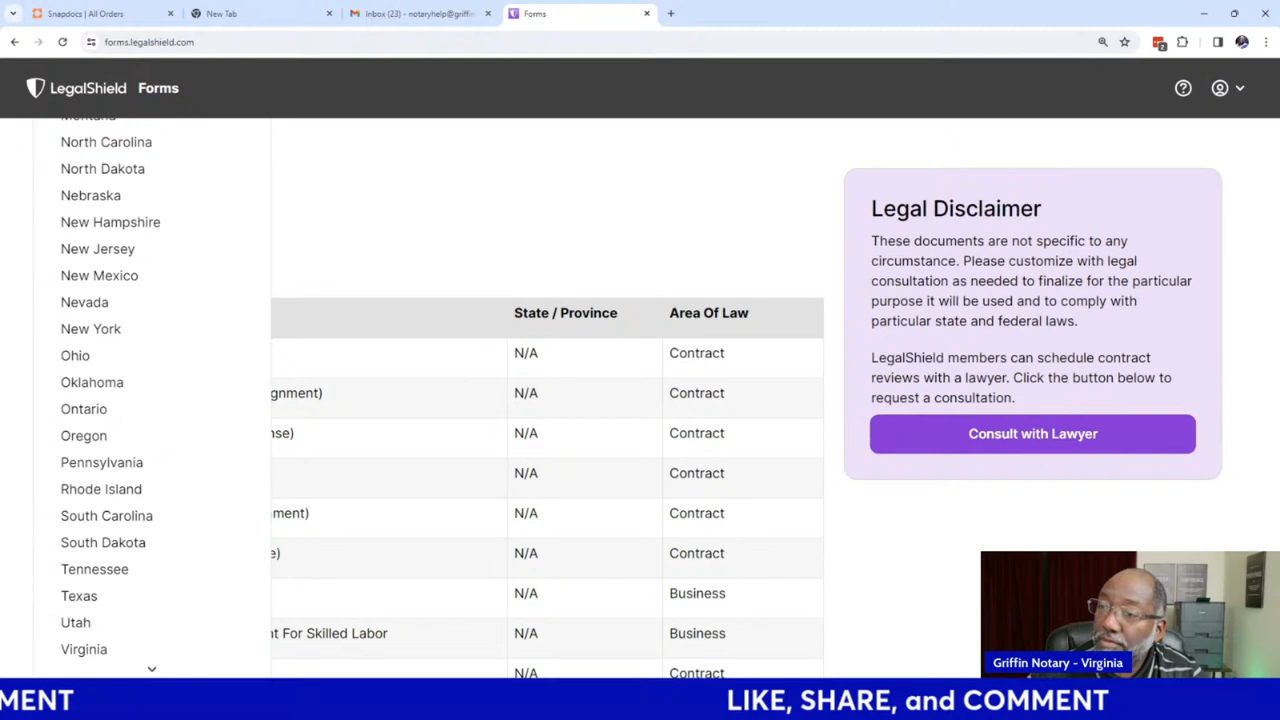 Snapdocs | All Orders
New Tab
Inbox (23) - notaryhelp@griffin
Forms
forms.legalshield.com
2
LegalShield Forms
Montana
North Carolina
North Dakota
Nebraska
New Hampshire
New Jersey
New Mexico
Nevada
New York
Ohio
Oklahoma
Ontario
Oregon
Pennsylvania
Rhode Island
South Carolina
South Dakota
Tennessee
Texas
Utah
Virginia
State / Province Area Of Law
N/A Contract
gnment) N/A Contract
nse) N/A Contract
N/A Contract
ment) N/A Contract
e) N/A Contract
N/A Business
nt For Skilled Labor N/A Business
N/A Contract
Legal Disclaimer
These documents are not specific to any
circumstance. Please customize with legal
consultation as needed to finalize for the particular
purpose it will be used and to comply with
particular state and federal laws.
LegalShield members can schedule contract
reviews with a lawyer. Click the button below to
request a consultation.
Consult with Lawyer
Griffin Notary - Virginia
MENT
LIKE, SHARE, and COMMENT